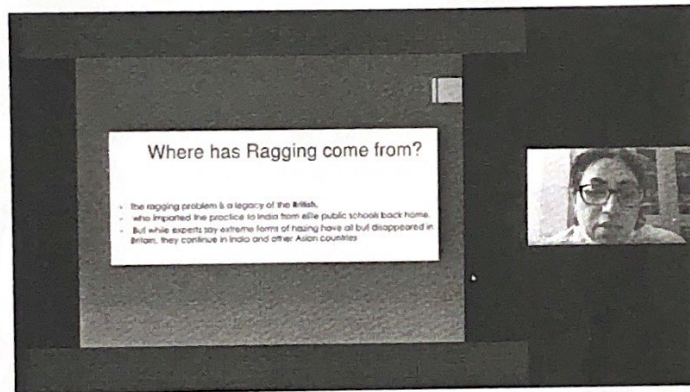 Where has Ragging come from?
- the ragging problem is a legacy of the British,
- who imported the practice to India from elite public schools back home.
- But while experts say extreme forms of hazing have all but disappeared in
Britain, they continue in India and other Asian countries